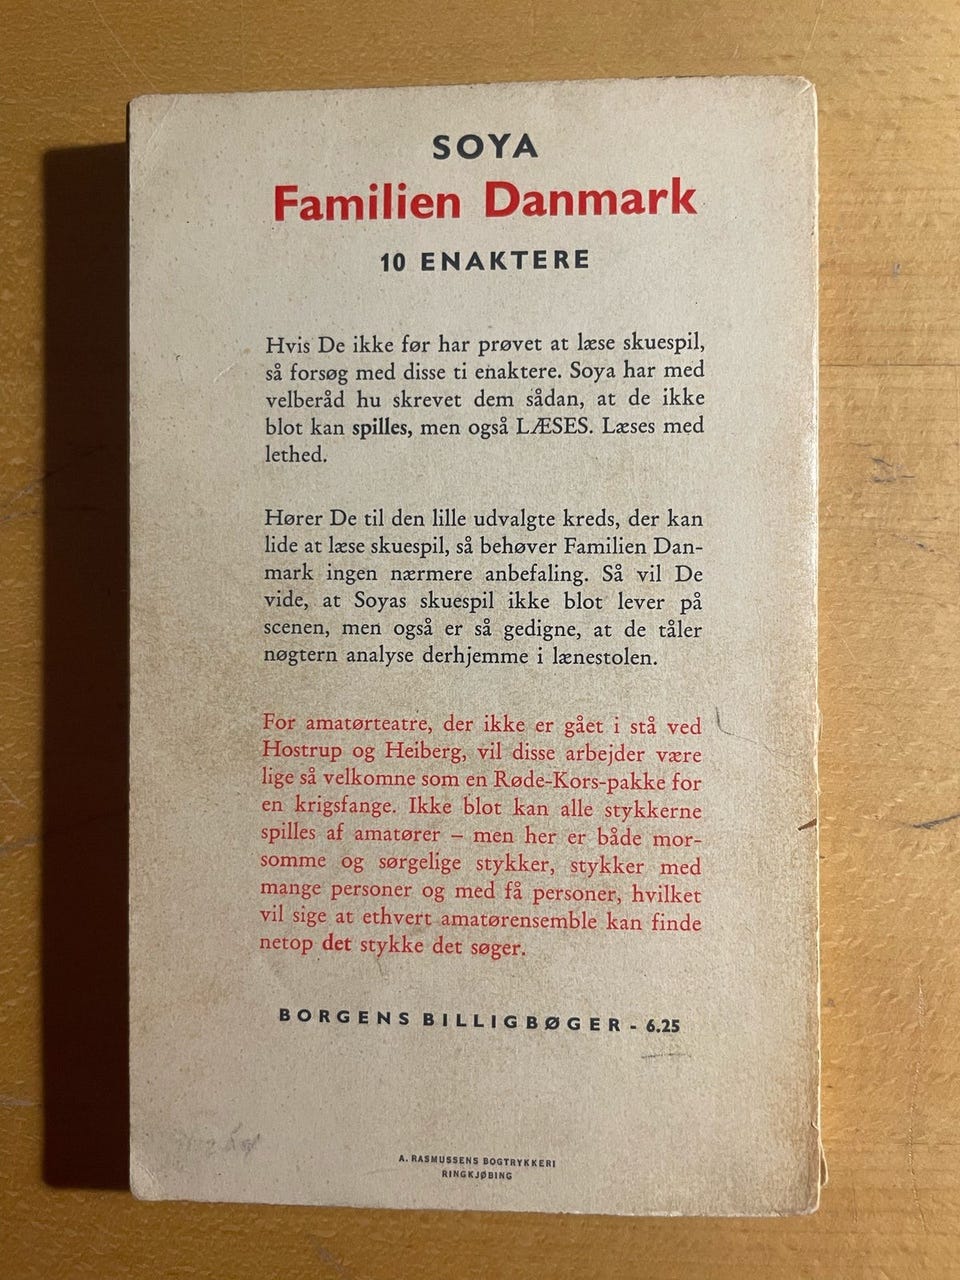 SOYA
Familien Danmark
10 ENAKTERE
Hvis De ikke før har prøvet at læse skuespil,
så forsøg med disse ti enaktere. Soya har med
velberåd hu skrevet dem sådan, at de ikke
blot kan spilles, men også LÆSES. Læses med
lethed.
Hører De til den lille udvalgte kreds, der kan
lide at læse skuespil, så behøver Familien Dan-
mark ingen nærmere anbefaling. Så vil De
vide, at Soyas skuespil ikke blot lever på
scenen, men også er så gedigne, at de tåler
nøgtern analyse derhjemme i lænestolen.
For amatørteatre, der ikke er gået i stå ved
Hostrup og Heiberg, vil disse arbejder være
lige så velkomne som en Røde-Kors-pakke for
en krigsfange. Ikke blot kan alle stykkerne
spilles af amatører – men her er både mor-
somme og sørgelige stykker, stykker med
mange personer og med få personer, hvilket
vil sige at ethvert amatørensemble kan finde
netop det stykke det søger.
BORGENS BILLIGBØGER - 6.25
A. RASMUSSENS BOGTRYKKERI
RINGKJØBING